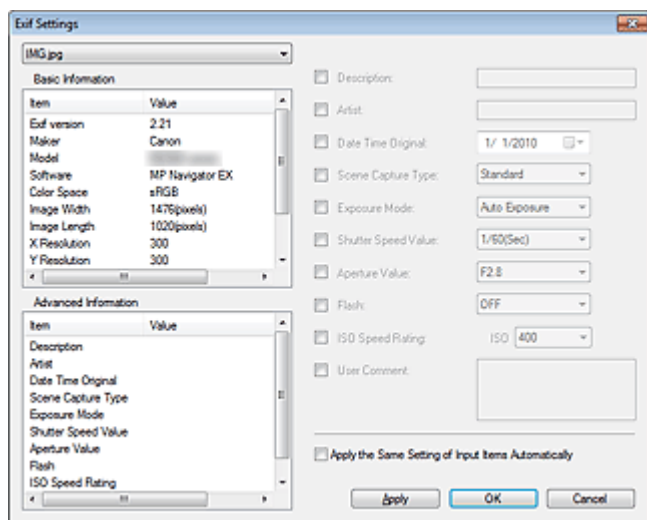 Exif Settings
IMG.jpg
Basic Information
Item Value
Exif version 2.21
Maker Canon
Model
Software MP Navigator EX
Color Space sRGB
Image Width 1476(pixels)
Image Length 1020(pixels)
X Resolution 300
Y Resolution 300
Advanced Information
Item Value
Description
Artist
Date Time Original
Scene Capture Type
Exposure Mode
Shutter Speed Value
Aperture Value
Flash
ISO Speed Rating
Description:
Artist:
Date Time Original: 1/ 1/2010
Scene Capture Type: Standard
Exposure Mode: Auto Exposure
Shutter Speed Value: 1/60(Sec)
Aperture Value: F2.8
Flash: OFF
ISO Speed Rating: ISO 400
User Comment:
Apply the Same Setting of Input Items Automatically
Apply OK Cancel